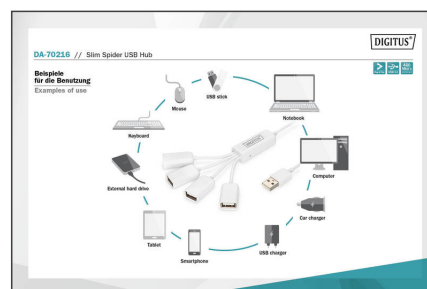 DIGITUS®
DA-70216 // Slim Spider USB Hub
Beispiele
für die Benutzung
Examples of use
USB stick
Mouse
Notebook
Keyboard
DIGITUS
Computer
External hard drive
Car charger
Tablet
USB charger
Smartphone